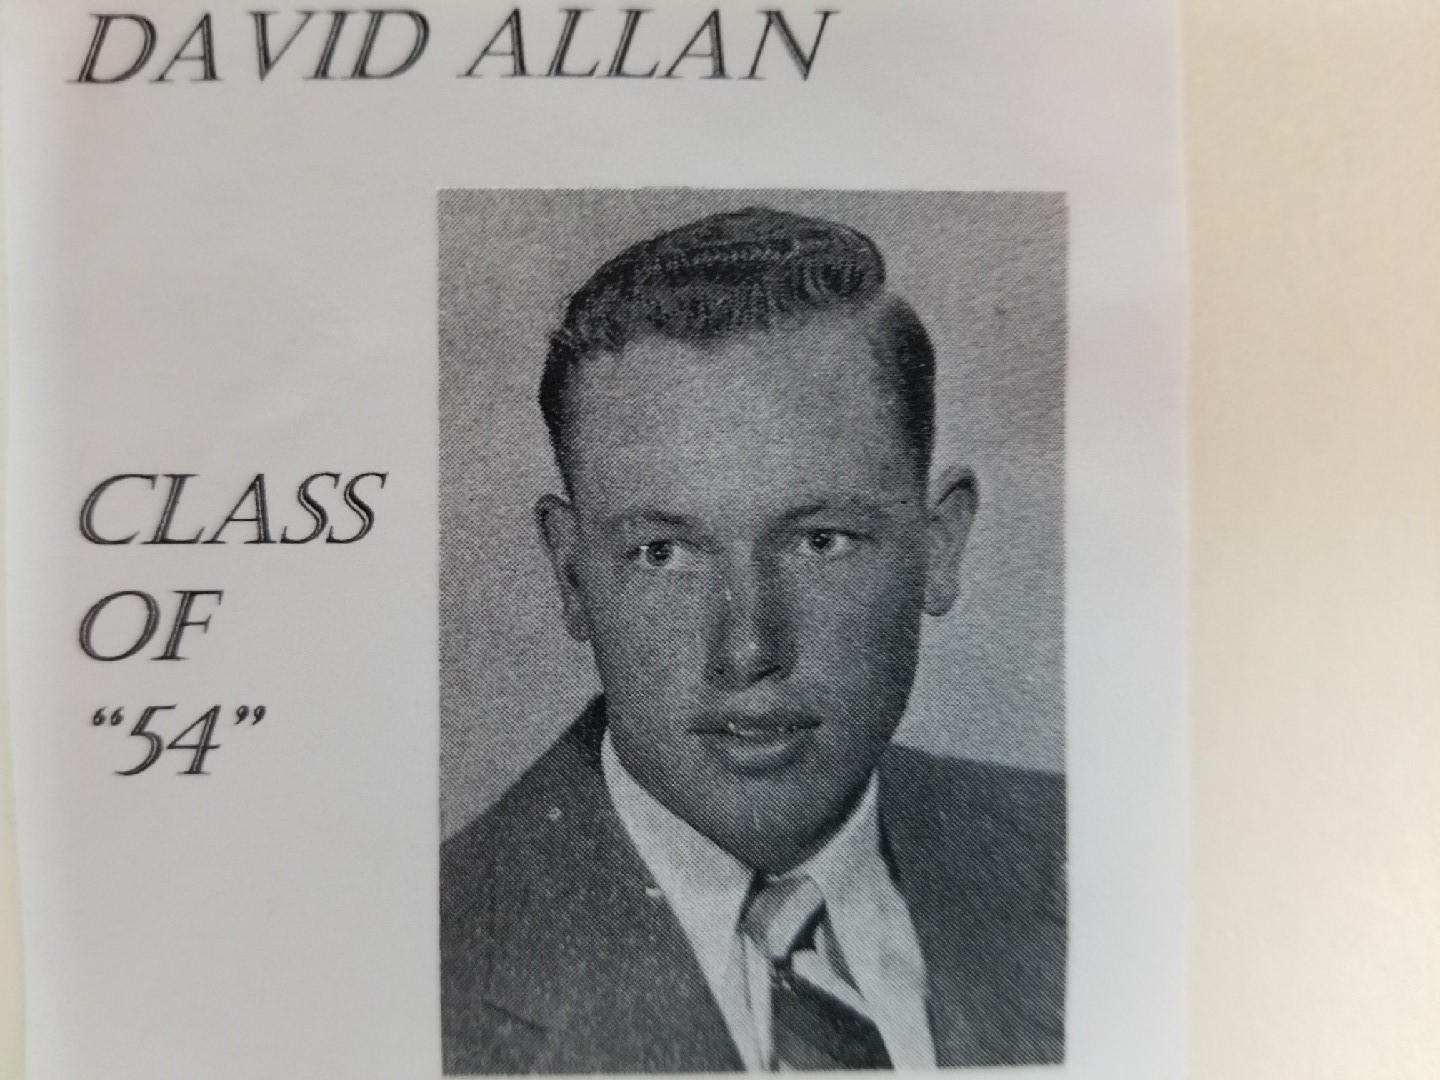 DAVID ALLAN
CLASS
OF
“54”